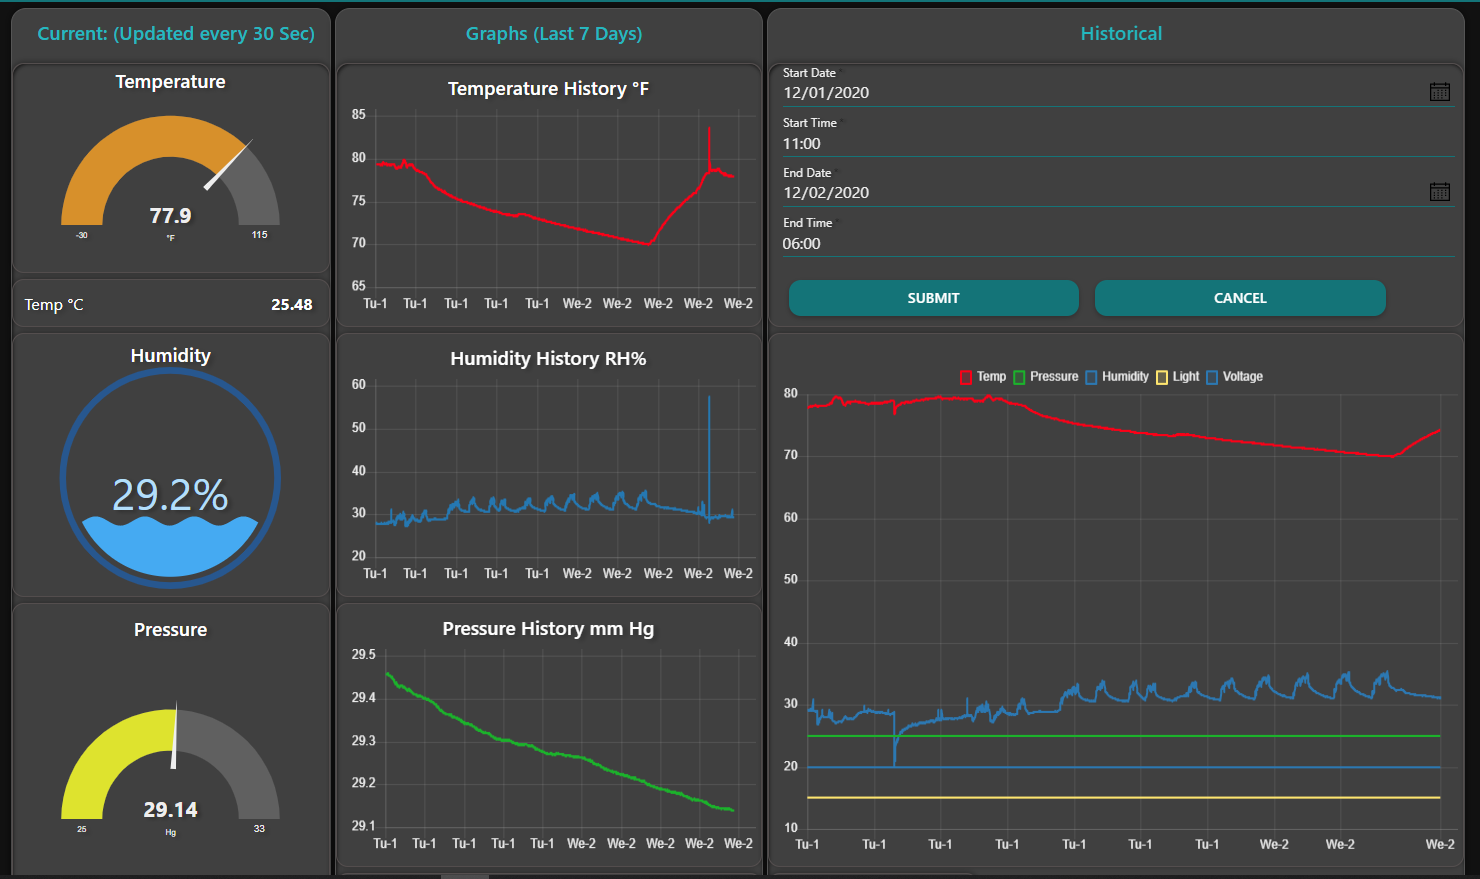 Current: (Updated every 30 Sec)
Temperature
77.9
°F
-30
115
Temp °C
25.48
Humidity
29.2%
Pressure
29.14
Hg
25
33
Graphs (Last 7 Days)
Temperature History °F
85
80
75
70
65
Tu-1 Tu-1 Tu-1 Tu-1 Tu-1 We-2 We-2 We-2 We-2 We-2
Humidity History RH%
60
50
40
30
20
Tu-1 Tu-1 Tu-1 Tu-1 Tu-1 We-2 We-2 We-2 We-2 We-2
Pressure History mm Hg
29.5
29.4
29.3
29.2
29.1
Tu-1 Tu-1 Tu-1 Tu-1 Tu-1 We-2 We-2 We-2 We-2 We-2
Historical
Start Date *
12/01/2020
Start Time *
11:00
End Date *
12/02/2020
End Time *
06:00
SUBMIT
CANCEL
Temp Pressure Humidity Light Voltage
80
70
60
50
40
30
20
10
Tu-1 Tu-1 Tu-1 Tu-1 Tu-1 Tu-1 Tu-1 We-2 We-2 We-2